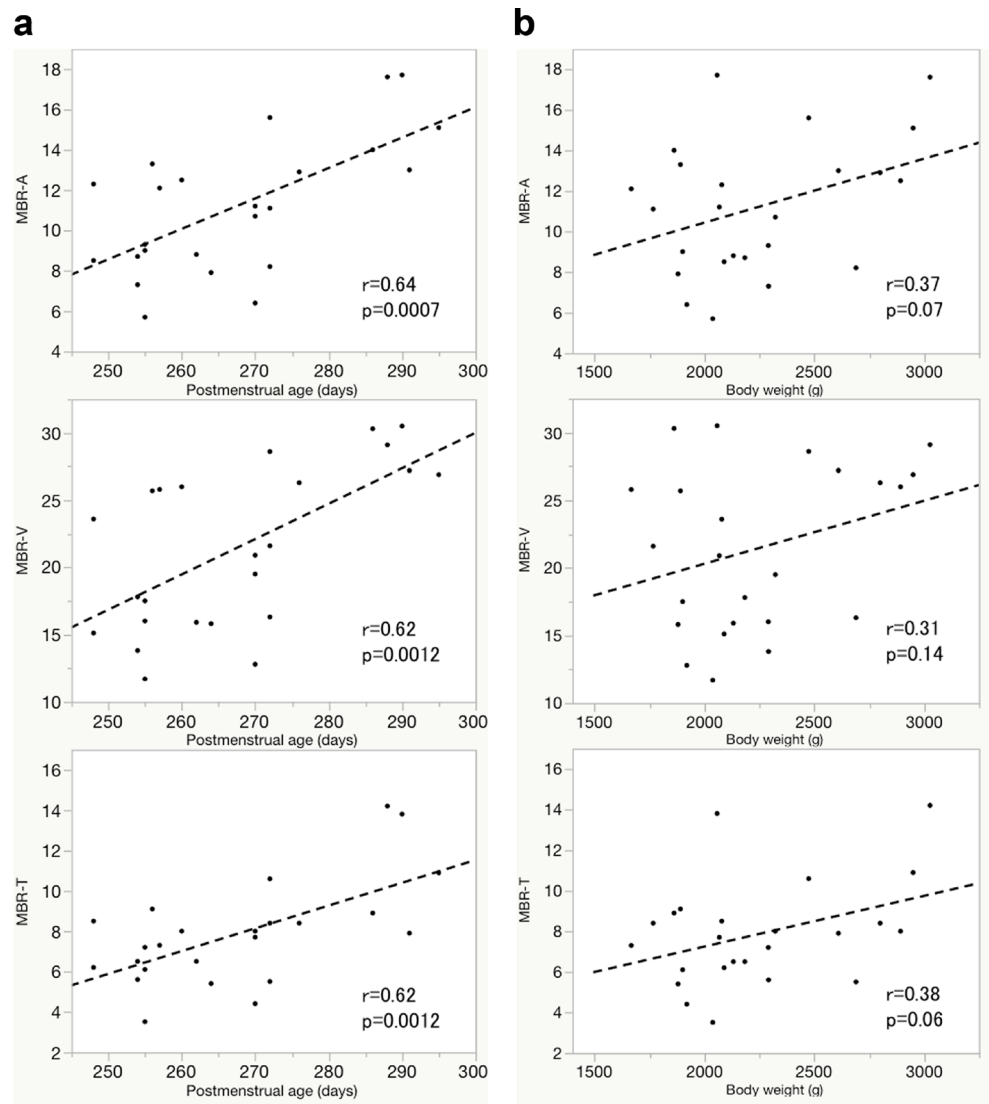 a
b
18
16
14
12
10
8
6
4
MBR-A
r=0.64
p=0.0007
250 260 270 280 290 300
Postmenstrual age (days)
18
16
14
12
10
8
6
4
MBR-A
r=0.37
p=0.07
1500 2000 2500 3000
Body weight (g)
30
25
20
15
10
MBR-V
r=0.62
p=0.0012
250 260 270 280 290 300
Postmenstrual age (days)
30
25
20
15
10
MBR-V
r=0.31
p=0.14
1500 2000 2500 3000
Body weight (g)
16
14
12
10
8
6
4
2
MBR-T
r=0.62
p=0.0012
250 260 270 280 290 300
Postmenstrual age (days)
16
14
12
10
8
6
4
2
MBR-T
r=0.38
p=0.06
1500 2000 2500 3000
Body weight (g)